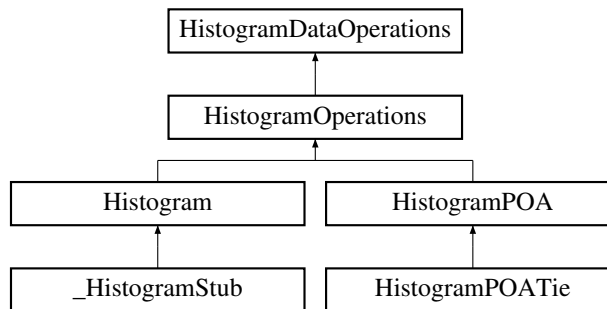 HistogramDataOperations
HistogramOperations
Histogram
HistogramPOA
_HistogramStub
HistogramPOATie